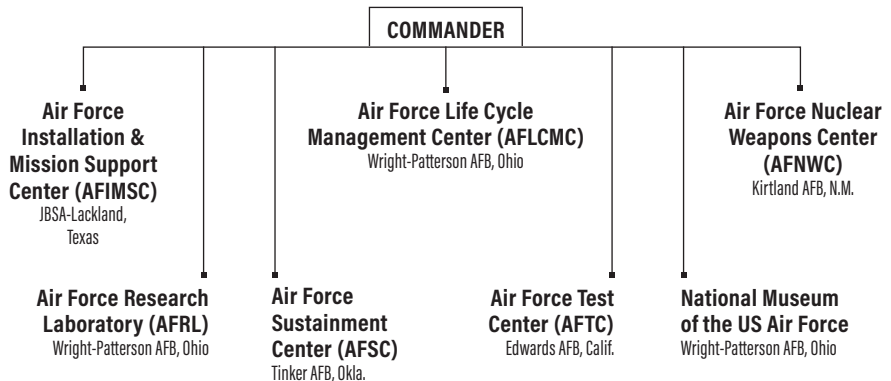 COMMANDER
Air Force
Installation &
Mission Support
Center (AFIMSC)
JBSA-Lackland,
Texas
Air Force Life Cycle
Management Center (AFLCMC)
Wright-Patterson AFB, Ohio
Air Force Nuclear
Weapons Center
(AFNWC)
Kirtland AFB, N.M.
Air Force Research
Laboratory (AFRL)
Wright-Patterson AFB, Ohio
Air Force
Sustainment
Center (AFSC)
Tinker AFB, Okla.
Air Force Test
Center (AFTC)
Edwards AFB, Calif.
National Museum
of the US Air Force
Wright-Patterson AFB, Ohio